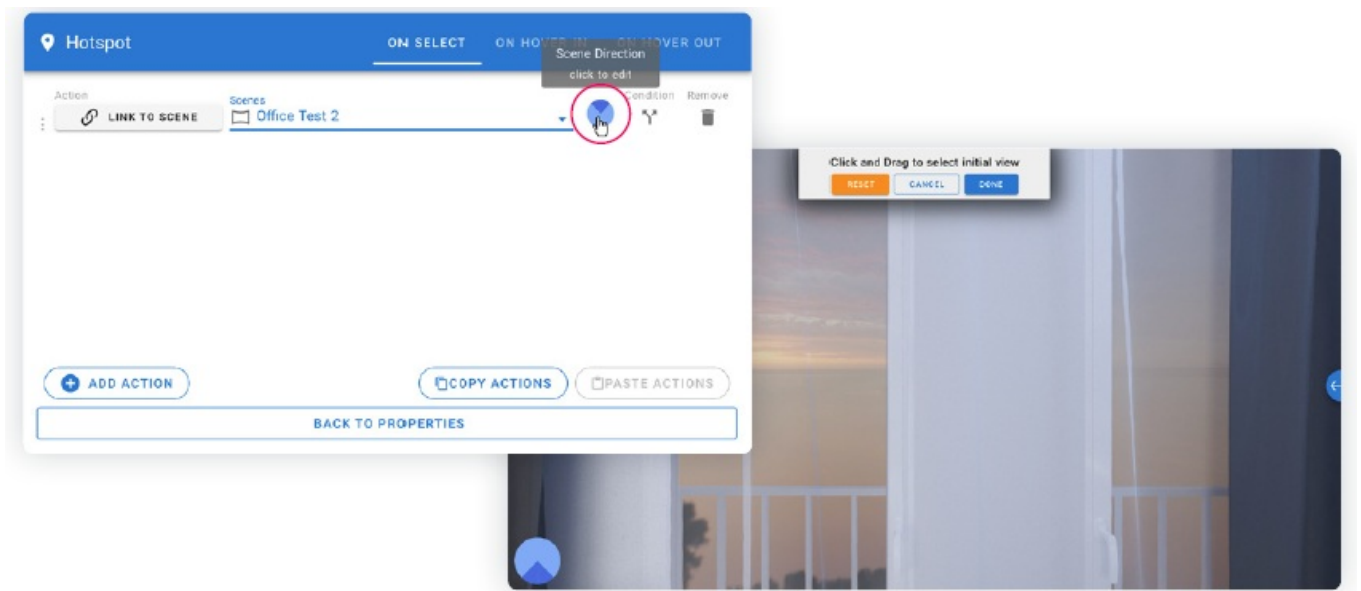 Hotspot
ON SELECT
ON HOVER IN
ON HOVER OUT
Scene Direction
click to edit
Action
Scenes
Condition
Remove
LINK TO SCENE
Office Test 2
Click and Drag to select initial view
RESET
CANCEL
DONE
ADD ACTION
COPY ACTIONS
PASTE ACTIONS
BACK TO PROPERTIES